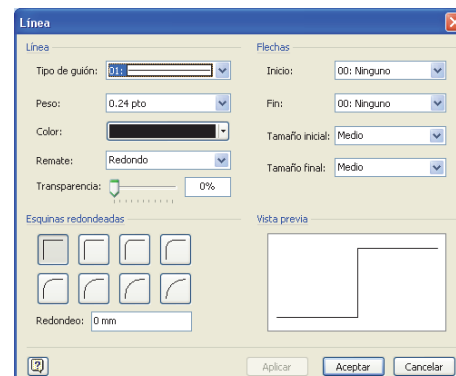 Línea
Línea
Tipo de guión: 01:
Peso: 0.24 pto
Color:
Remate: Redondo
Transparencia: 0%
Esquinas redondeadas
Redondeo: 0 mm
Flechas
Inicio: 00: Ninguno
Fin: 00: Ninguno
Tamaño inicial: Medio
Tamaño final: Medio
Vista previa
?
Aplicar Aceptar Cancelar